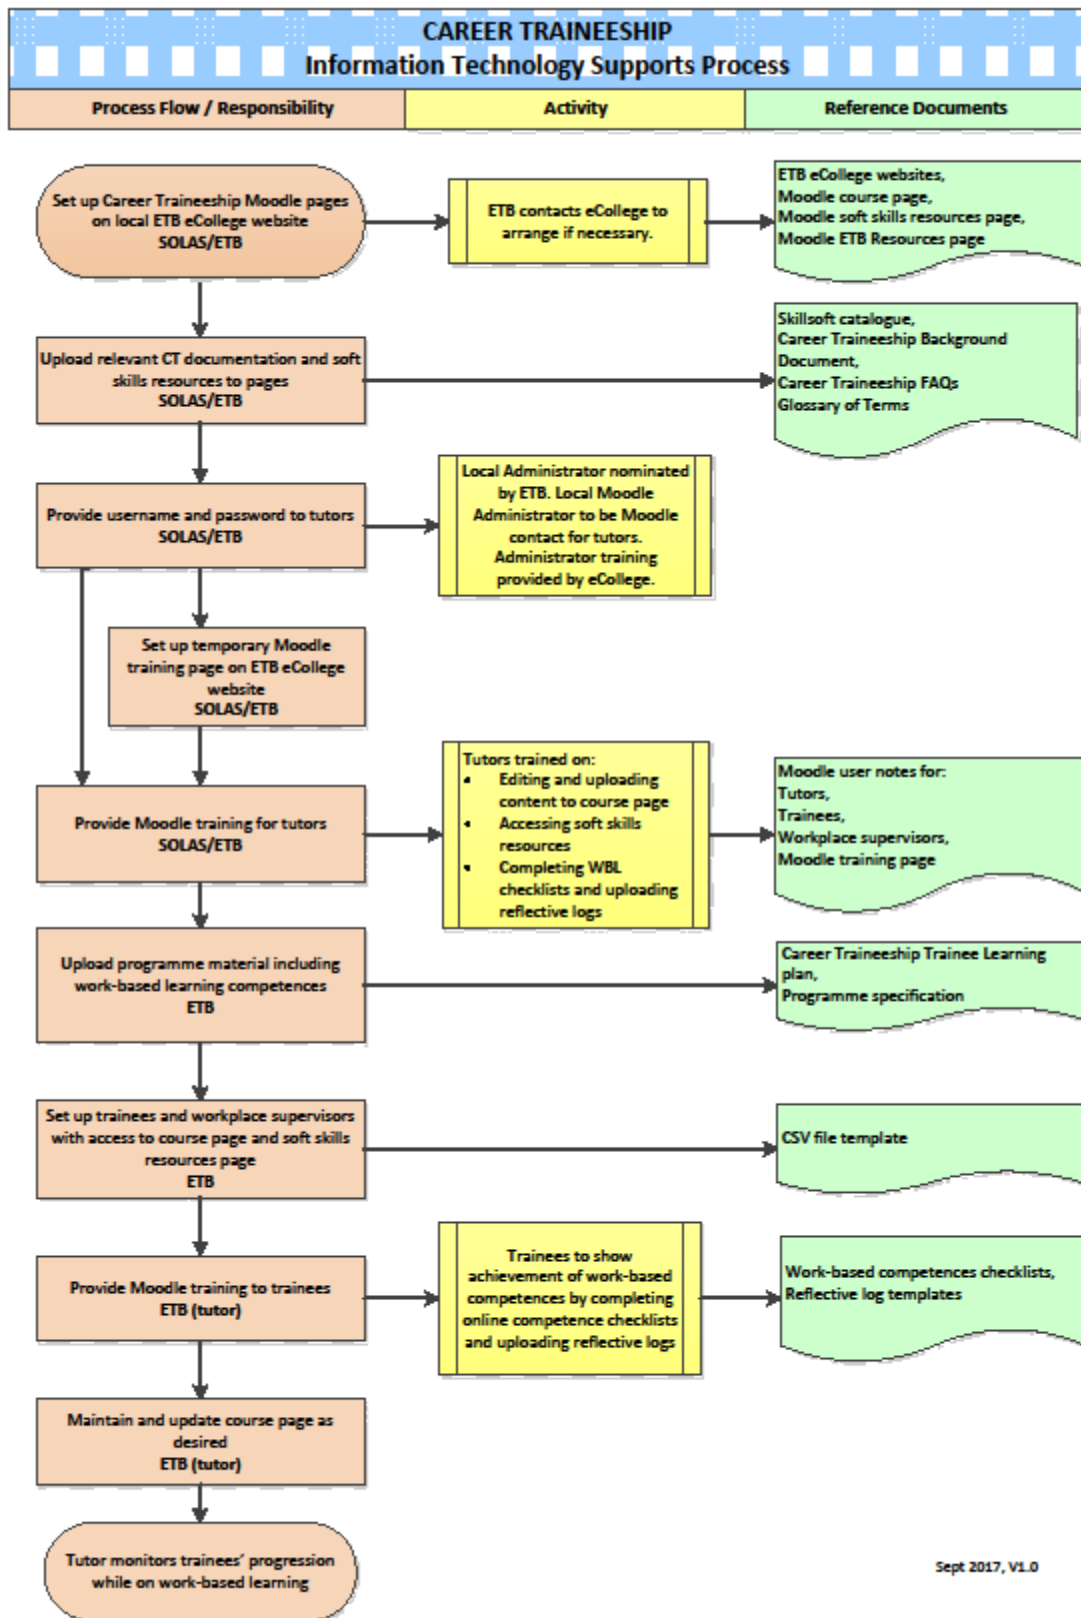 CAREER TRAINEESHIP
Information Technology Supports Process
Process Flow / Responsibility
Activity
Reference Documents
Set up Career Traineeship Moodle pages
on local ETB eCollege website
SOLAS/ETB
ETB contacts eCollege to
arrange if necessary.
ETB eCollege websites,
Moodle course page,
Moodle soft skills resources page,
Moodle ETB Resources page
Upload relevant CT documentation and soft
skills resources to pages
SOLAS/ETB
Skillsoft catalogue,
Career Traineeship Background
Document,
Career Traineeship FAQs
Glossary of Terms
Provide username and password to tutors
SOLAS/ETB
Local Administrator nominated
by ETB. Local Moodle
Administrator to be Moodle
contact for tutors.
Administrator training
provided by eCollege.
Set up temporary Moodle
training page on ETB eCollege
website
SOLAS/ETB
Provide Moodle training for tutors
SOLAS/ETB
Tutors trained on:
• Editing and uploading
content to course page
• Accessing soft skills
resources
• Completing WBL
checklists and uploading
reflective logs
Moodle user notes for:
Tutors,
Trainees,
Workplace supervisors,
Moodle training page
Upload programme material including
work-based learning competences
ETB
Career Traineeship Trainee Learning
plan,
Programme specification
Set up trainees and workplace supervisors
with access to course page and soft skills
resources page
ETB
CSV file template
Provide Moodle training to trainees
ETB (tutor)
Trainees to show
achievement of work-based
competences by completing
online competence checklists
and uploading reflective logs
Work-based competences checklists,
Reflective log templates
Maintain and update course page as
desired
ETB (tutor)
Tutor monitors trainees' progression
while on work-based learning
Sept 2017, V1.0